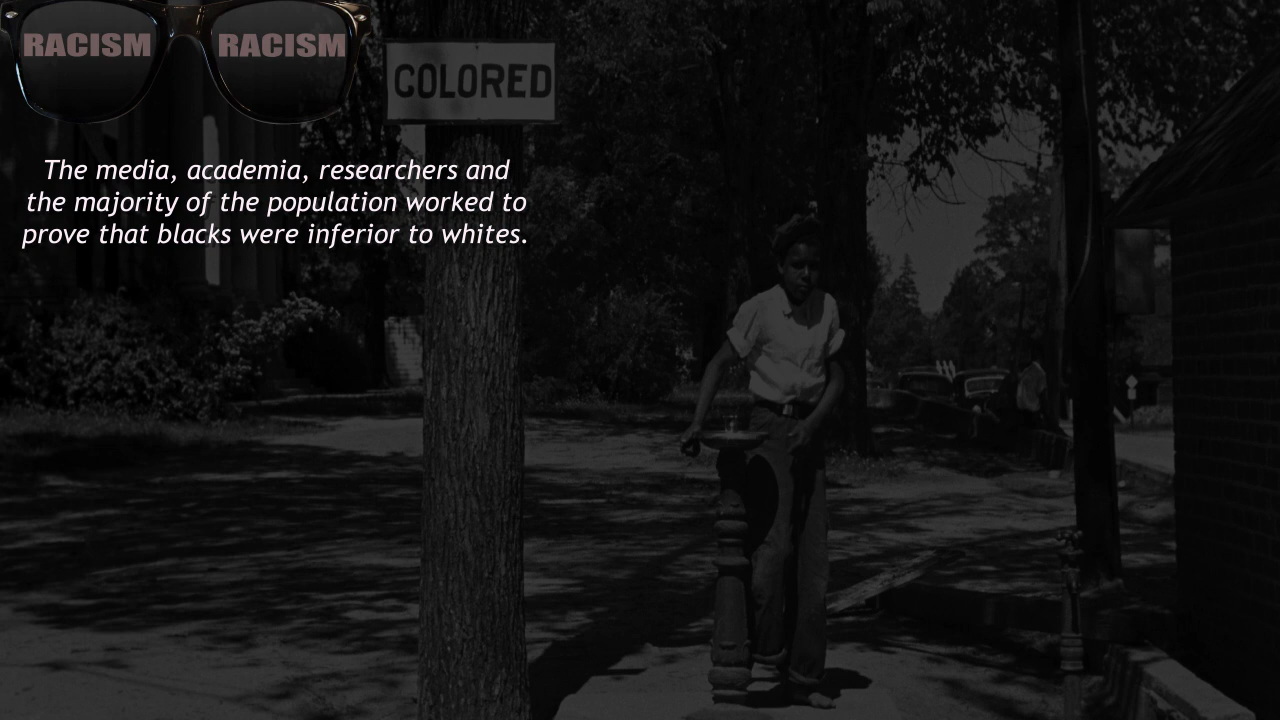 RACISM RACISM
COLORED
The media, academia, researchers and
the majority of the population worked to
prove that blacks were inferior to whites.